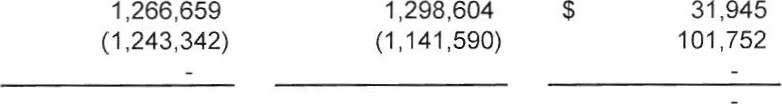 1,266,659 1,298,604 $ 31,945
(1,243,342) (1,141,590) 101,752
- - -
-